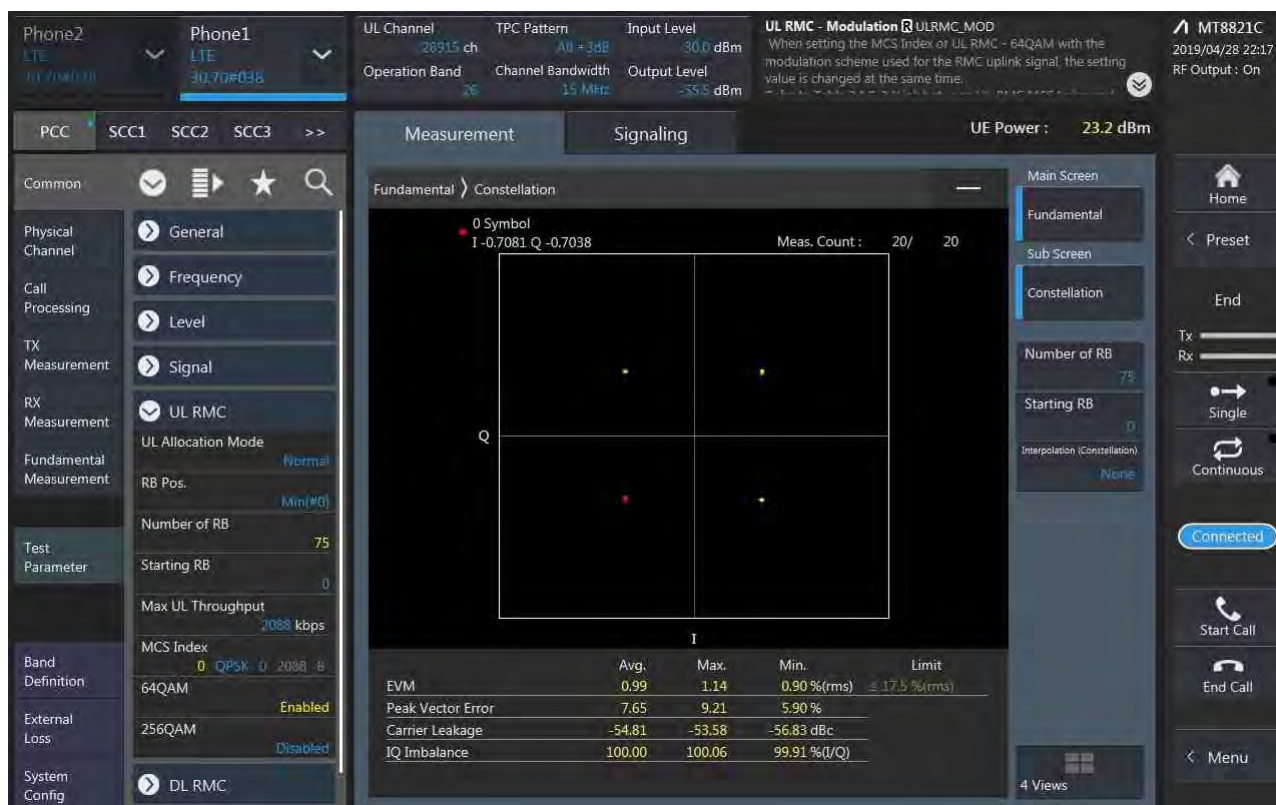 Phone2
LTE
Phone1
LTE
30.70#038
UL Channel
26915 ch
Operation Band
26
TPC Pattern
All +3dB
Channel Bandwidth
15 MHz
Input Level
30.0 dBm
Output Level
-55.5 dBm
UL RMC - Modulation R ULRMC_MOD
When setting the MCS Index or UL RMC - 64QAM with the
modulation scheme used for the RMC uplink signal, the setting
value is changed at the same time.
MT8821C
2019/04/28 22:17
RF Output : On
PCC SCC1 SCC2 SCC3 >>
Measurement Signaling
UE Power : 23.2 dBm
Common
Physical
Channel
Call
Processing
TX
Measurement
RX
Measurement
Fundamental
Measurement
Test
Parameter
Band
Definition
External
Loss
System
Config
General
Frequency
Level
Signal
UL RMC
UL Allocation Mode
Normal
RB Pos.
Min(#0)
Number of RB
75
Starting RB
0
Max UL Throughput
2088 kbps
MCS Index
0 QPSK 0 2088 8
64QAM
Enabled
256QAM
Disabled
DL RMC
Fundamental Constellation
0 Symbol
I -0.7081 Q -0.7038
Meas. Count : 20/ 20
Q
I
Avg. Max. Min. Limit
EVM 0.99 1.14 0.90 %(rms) ≤ 17.5 %(rms)
Peak Vector Error 7.65 9.21 5.90 %
Carrier Leakage -54.81 -53.58 -56.83 dBc
IQ Imbalance 100.00 100.06 99.91 %(I/Q)
Main Screen
Fundamental
Sub Screen
Constellation
Number of RB
75
Starting RB
0
Interpolation (Constellation)
None
4 Views
Home
< Preset
End
Tx
Rx
Single
Continuous
Connected
Start Call
End Call
< Menu